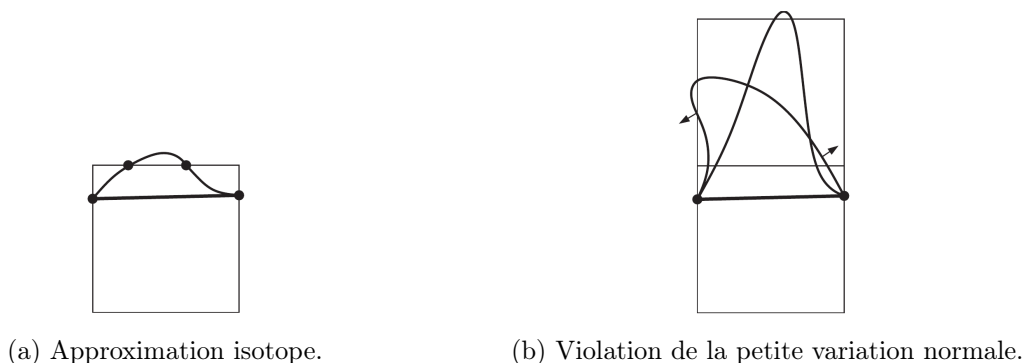 (a) Approximation isotope.
(b) Violation de la petite variation normale.